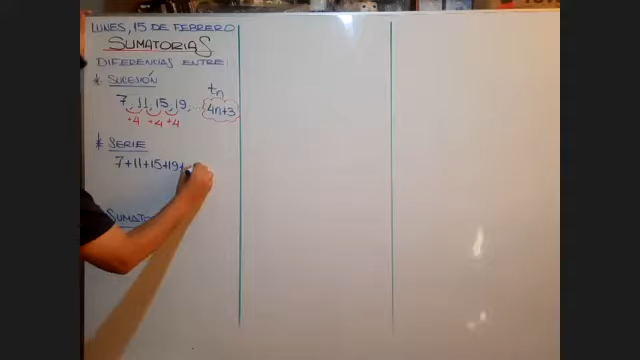 LUNES, 15 DE FEBRERO
SUMATORIAS
DIFERENCIAS ENTRE:
* SUCESIÓN
tn
7, 11, 15, 19, ... 4n+3
+4 +4 +4
* SERIE
7+11+15+19+